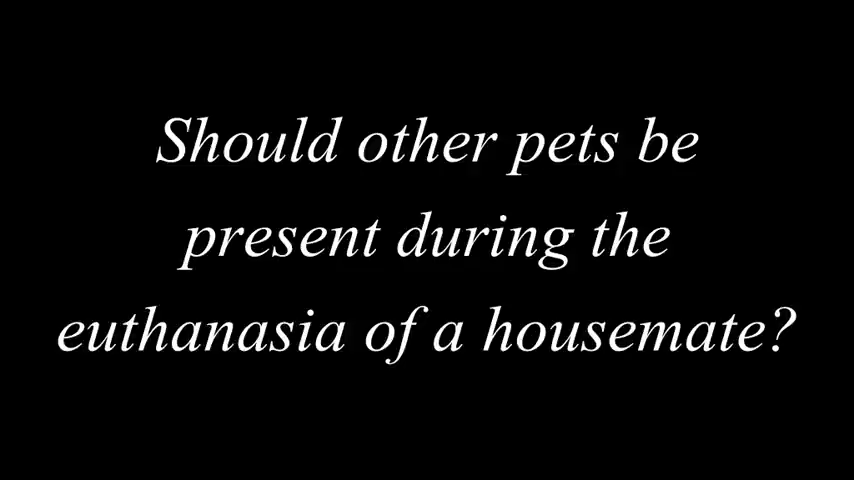 Should other pets be
present during the
euthanasia of a housemate?